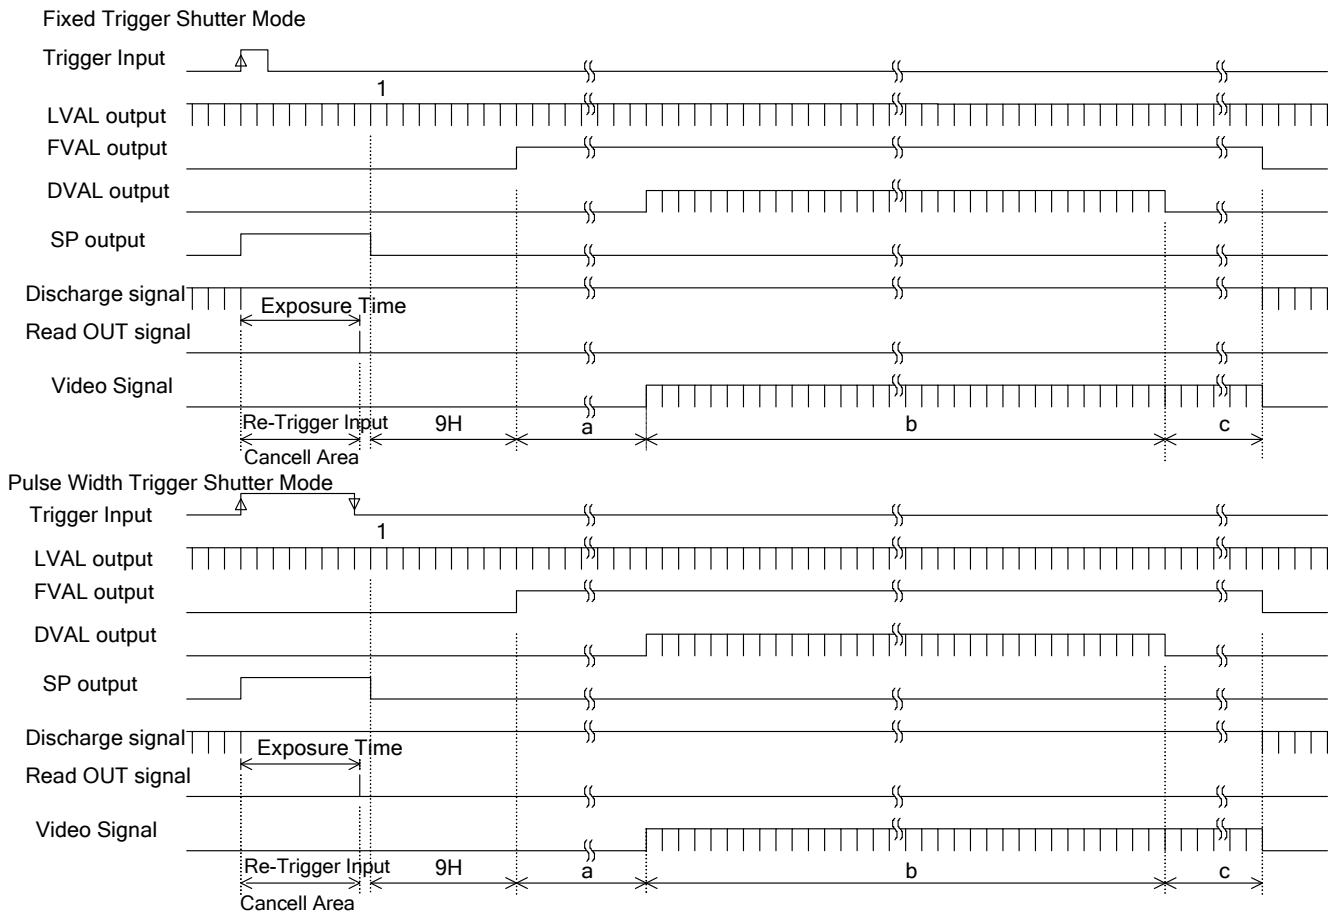 Fixed Trigger Shutter Mode
Trigger Input
1
LVAL output
FVAL output
DVAL output
SP output
Discharge signal
Exposure Time
Read OUT signal
Video Signal
Re-Trigger Input 9H a b c
Cancell Area
Pulse Width Trigger Shutter Mode
Trigger Input
1
LVAL output
FVAL output
DVAL output
SP output
Discharge signal
Exposure Time
Read OUT signal
Video Signal
Re-Trigger Input 9H a b c
Cancell Area